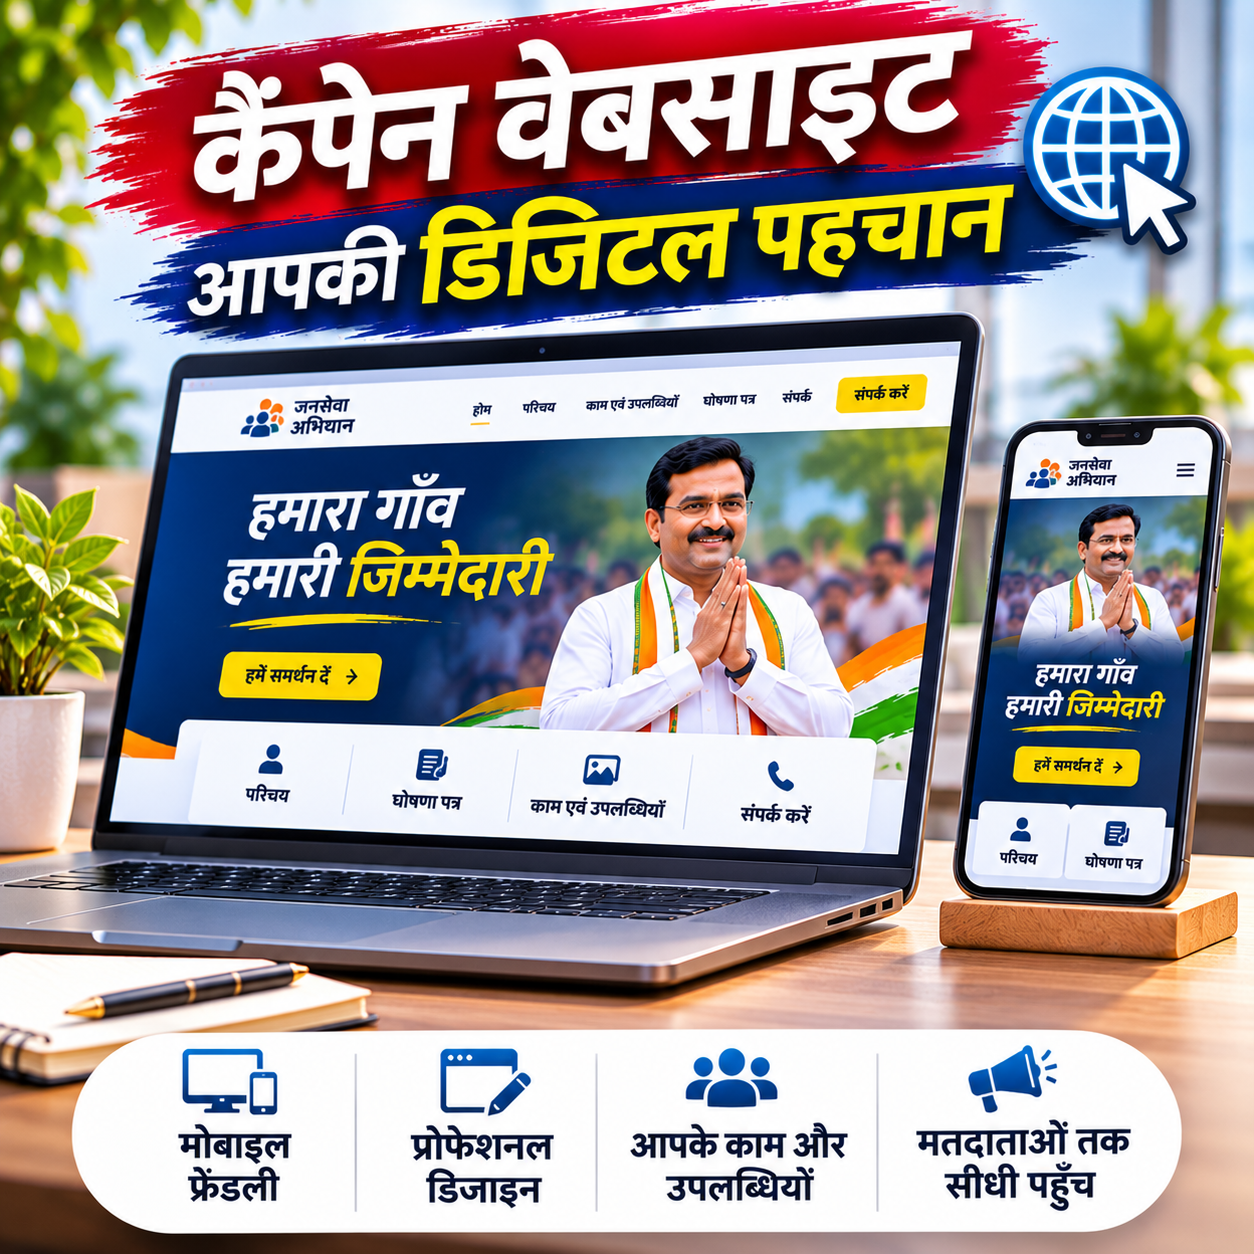 कैंपेन वेबसाइट
आपकी डिजिटल पहचान
जनसेवा
अभियान
होम
परिचय
काम एवं उपलब्धियाँ
घोषणा पत्र
संपर्क
संपर्क करें
हमारा गाँव
हमारी जिम्मेदारी
हमें समर्थन दें →
परिचय
घोषणा पत्र
काम एवं उपलब्धियाँ
संपर्क करें
जनसेवा
अभियान
हमारा गाँव
हमारी जिम्मेदारी
हमें समर्थन दें →
परिचय
घोषणा पत्र
मोबाइल
फ्रेंडली
प्रोफेशनल
डिजाइन
आपके काम और
उपलब्धियों
मतदाताओं तक
सीधी पहुँच